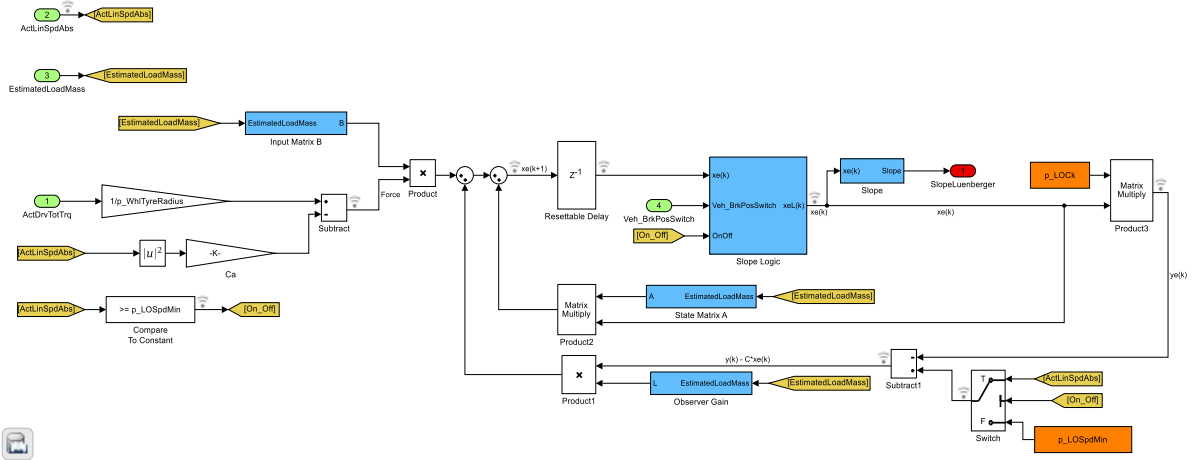 2
ActLinSpdAbs
[ActLinSpdAbs]
3
EstimatedLoadMass
[EstimatedLoadMass]
[EstimatedLoadMass]
EstimatedLoadMass B
Input Matrix B
1
ActDrvTotTrq
1/p_WhlTyreRadius
+
-
Subtract
Force
×
Product
[ActLinSpdAbs]
|u|²
-K-
Ca
[ActLinSpdAbs]
>= p_LOSpdMin
Compare
To Constant
[On_Off]
xe(k+1)
z-1
Resettable Delay
4
Veh_BrkPosSwitch
[On_Off]
xe(k)
Veh_BrkPosSwitch xeL(k)
OnOff
Slope Logic
xe(k)
xe(k) Slope
Slope
1
SlopeLuenberger
xe(k)
p_LOCk
Matrix
Multiply
Product3
ye(k)
Matrix
Multiply
Product2
A EstimatedLoadMass
State Matrix A
[EstimatedLoadMass]
×
Product1
y(k) - C*xe(k)
L EstimatedLoadMass
Observer Gain
[EstimatedLoadMass]
-
+
Subtract1
T
F
Switch
[ActLinSpdAbs]
[On_Off]
p_LOSpdMin